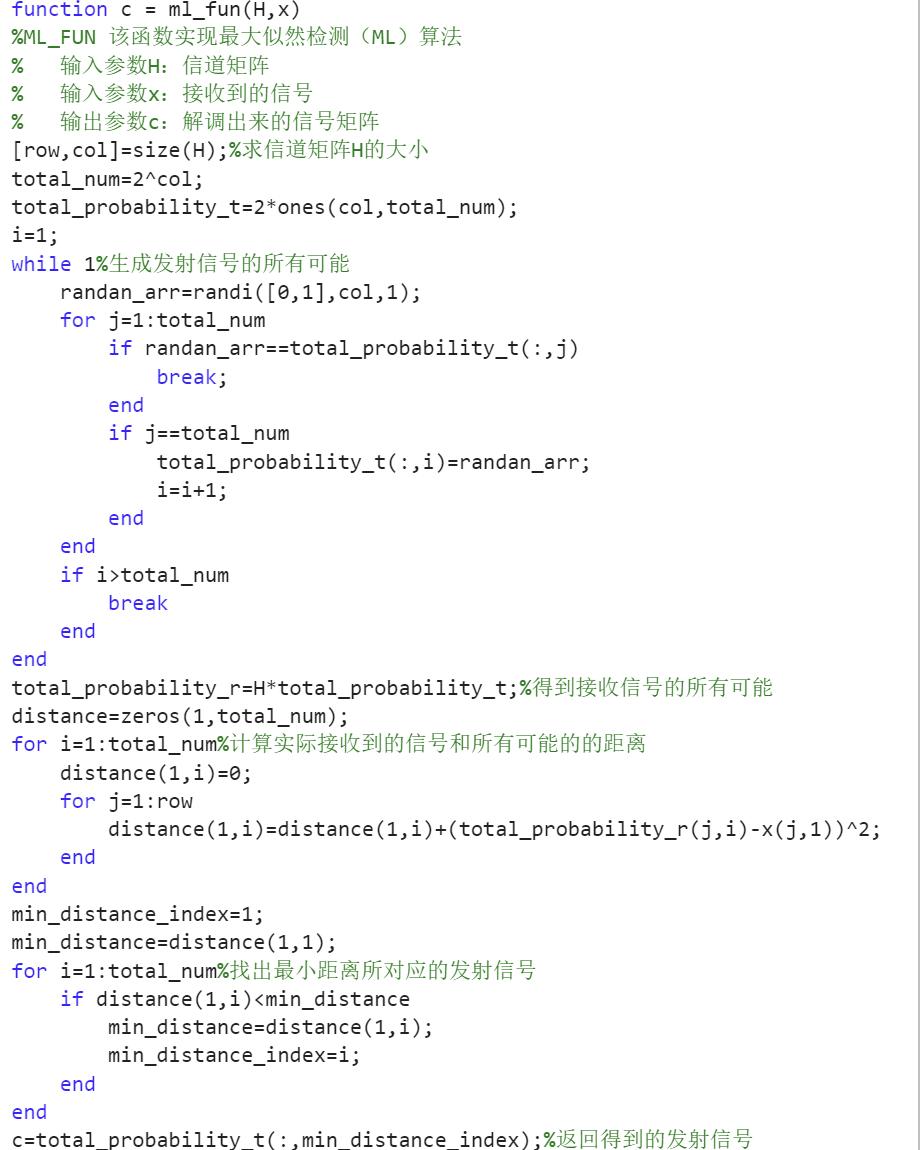 function c = ml_fun(H,x)
%ML_FUN 该函数实现最大似然检测（ML）算法
%   输入参数H：信道矩阵
%   输入参数x：接收到的信号
%   输出参数c：解调出来的信号矩阵
[row,col]=size(H);%求信道矩阵H的大小
total_num=2^col;
total_probability_t=2*ones(col,total_num);
i=1;
while 1%生成发射信号的所有可能
    randan_arr=randi([0,1],col,1);
    for j=1:total_num
        if randan_arr==total_probability_t(:,j)
            break;
        end
        if j==total_num
            total_probability_t(:,i)=randan_arr;
            i=i+1;
        end
    end
    if i>total_num
        break
    end
end
total_probability_r=H*total_probability_t;%得到接收信号的所有可能
distance=zeros(1,total_num);
for i=1:total_num%计算实际接收到的信号和所有可能的的距离
    distance(1,i)=0;
    for j=1:row
        distance(1,i)=distance(1,i)+(total_probability_r(j,i)-x(j,1))^2;
    end
end
min_distance_index=1;
min_distance=distance(1,1);
for i=1:total_num%找出最小距离所对应的发射信号
    if distance(1,i)<min_distance
        min_distance=distance(1,i);
        min_distance_index=i;
    end
end
c=total_probability_t(:,min_distance_index);%返回得到的发射信号